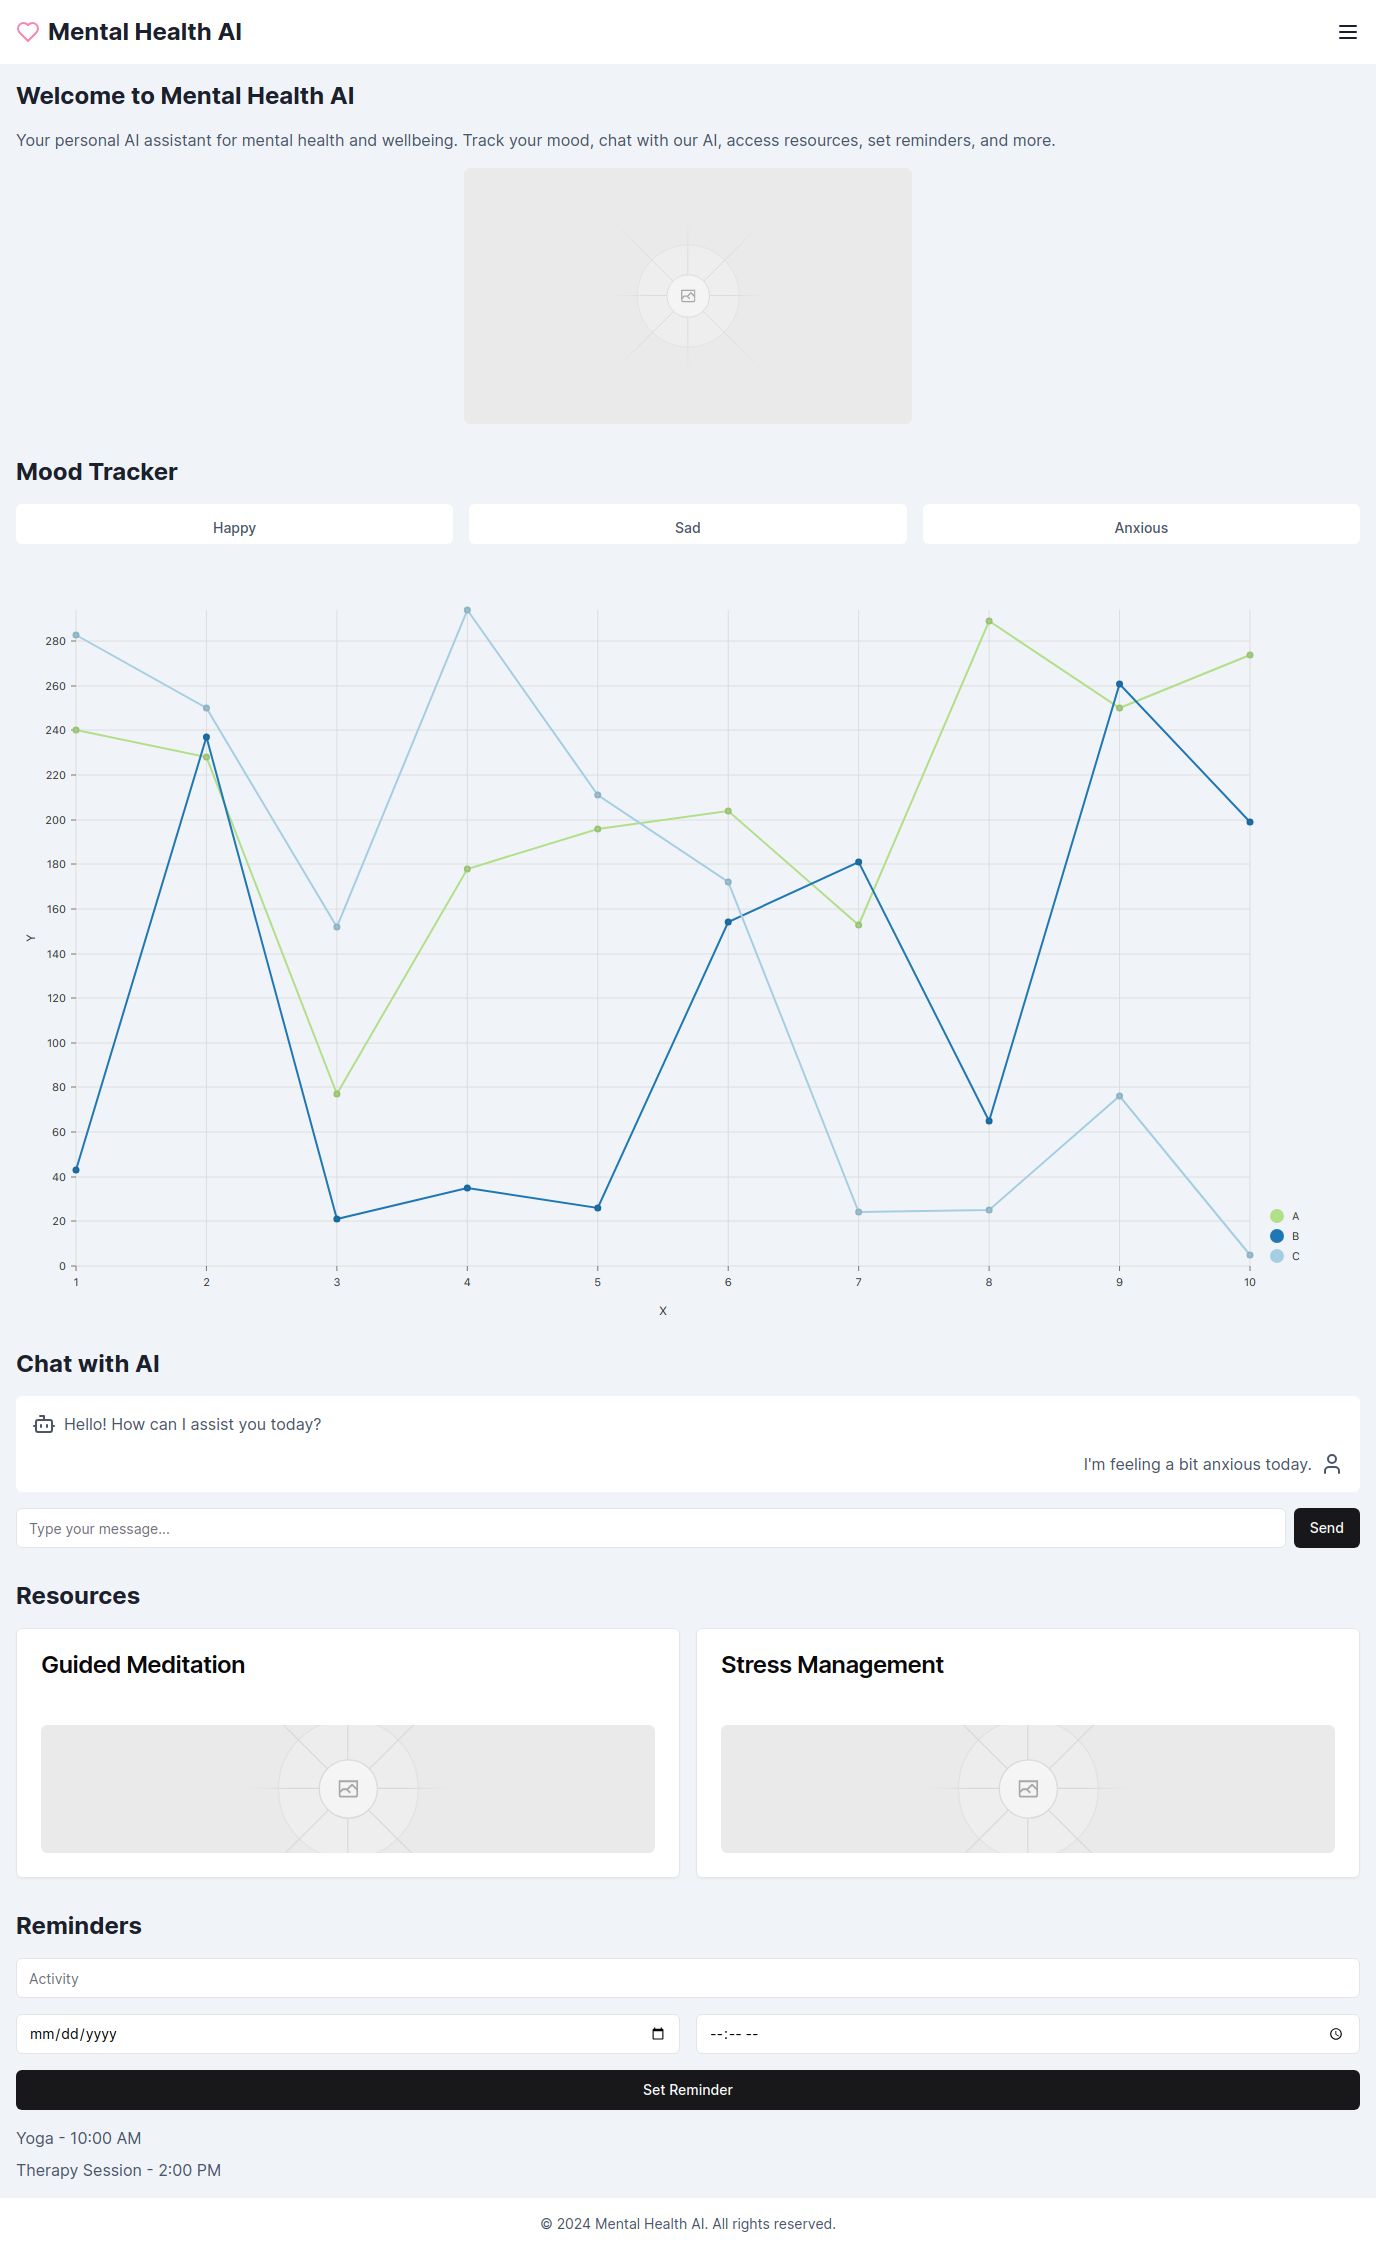 Mental Health AI
Welcome to Mental Health AI
Your personal AI assistant for mental health and wellbeing. Track your mood, chat with our AI, access resources, set reminders, and more.
Mood Tracker
Happy
Sad
Anxious
280
260
240
220
200
180
160
140
120
100
80
60
40
20
0
Y
1 2 3 4 5 6 7 8 9 10
X
A
B
C
Chat with AI
Hello! How can I assist you today?
I'm feeling a bit anxious today.
Type your message...
Send
Resources
Guided Meditation
Stress Management
Reminders
Activity
mm/dd/yyyy
--:-- --
Set Reminder
Yoga - 10:00 AM
Therapy Session - 2:00 PM
© 2024 Mental Health AI. All rights reserved.